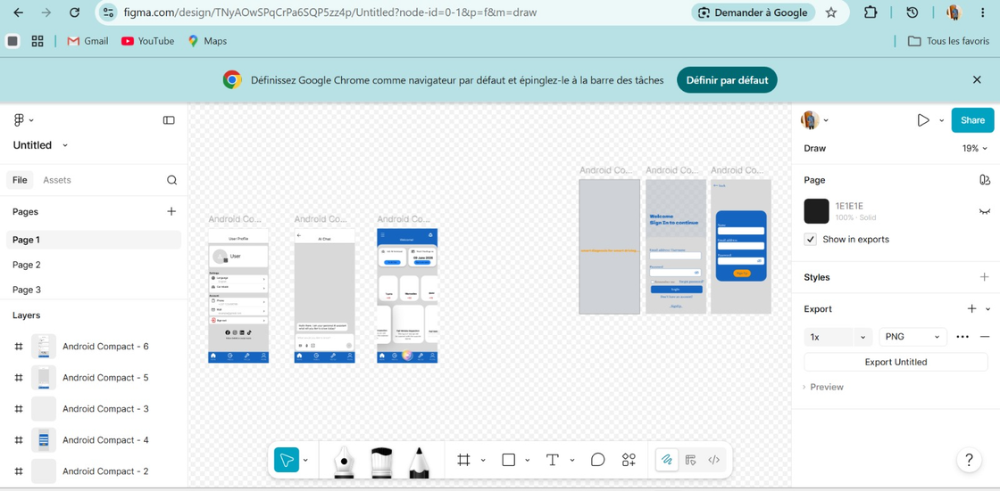 figma.com/design/TNyAOwSPqCrPa6SQP5zz4p/Untitled?node-id=0-1&p=f&m=draw
Demander à Google
Gmail
YouTube
Maps
Tous les favoris
Définissez Google Chrome comme navigateur par défaut et épinglez-le à la barre des tâches
Définir par défaut
Untitled
File
Assets
Pages
Page 1
Page 2
Page 3
Layers
Android Compact - 6
Android Compact - 5
Android Compact - 3
Android Compact - 4
Android Compact - 2
Android Co...
Android Co...
Android Co...
User Profile
User
AI Chat
Welcome
Android Co...
Android Co...
Android Co...
Welcome
Sign In to continue
Password
Login
Share
Draw
19%
Page
1E1E1E
100% · Solid
Show in exports
Styles
Export
1x
PNG
Export Untitled
Preview
?